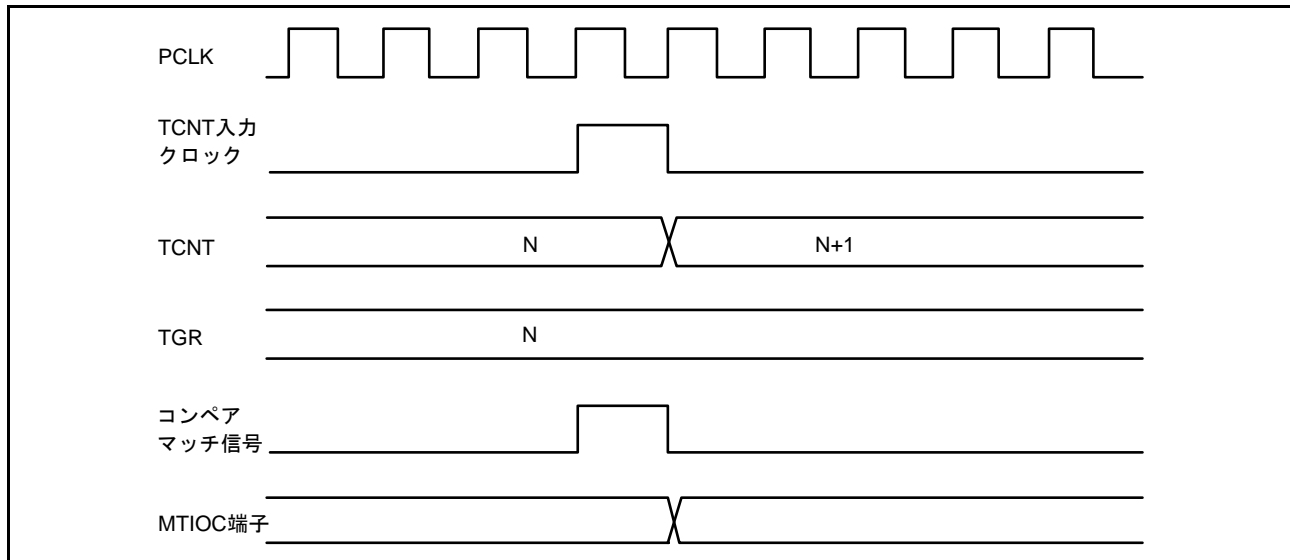 PCLK
TCNT入力
クロック
TCNT
N
N+1
TGR
N
コンペア
マッチ信号
MTIOC端子